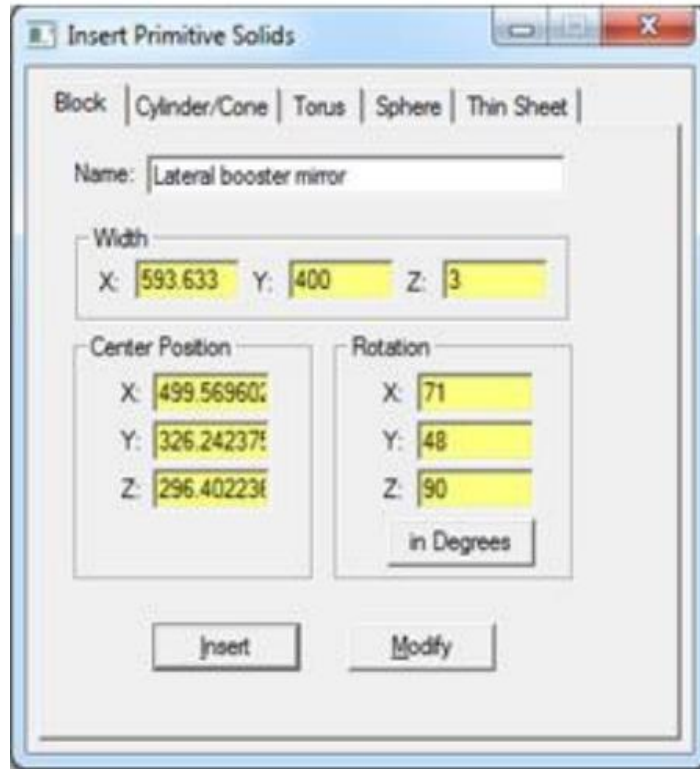 Insert Primitive Solids
Block Cylinder/Cone Torus Sphere Thin Sheet
Name: Lateral booster mirror
Width
X: 593.633 Y: 400 Z: 3
Center Position Rotation
X: 499.569602 X: 71
Y: 326.242375 Y: 48
Z: 296.402236 Z: 90
in Degrees
Insert Modify